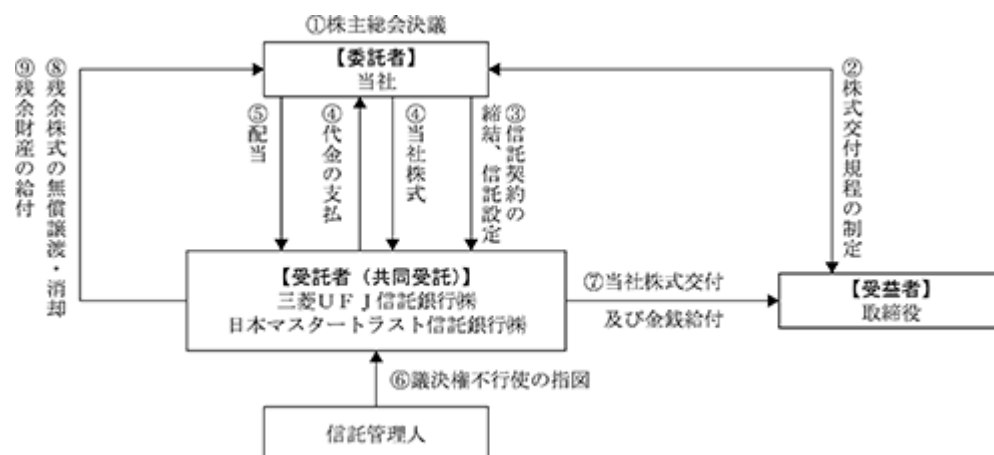 ①株主総会決議
【委託者】
当社
⑨残余財産の給付
⑧残余株式の無償譲渡・消却
⑤配当
④代金の支払
④当社株式
③信託契約の
締結、信託設定
②株式交付規程の制定
【受託者（共同受託）】
三菱ＵＦＪ信託銀行㈱
日本マスタートラスト信託銀行㈱
⑦当社株式交付
及び金銭給付
【受益者】
取締役
⑥議決権不行使の指図
信託管理人